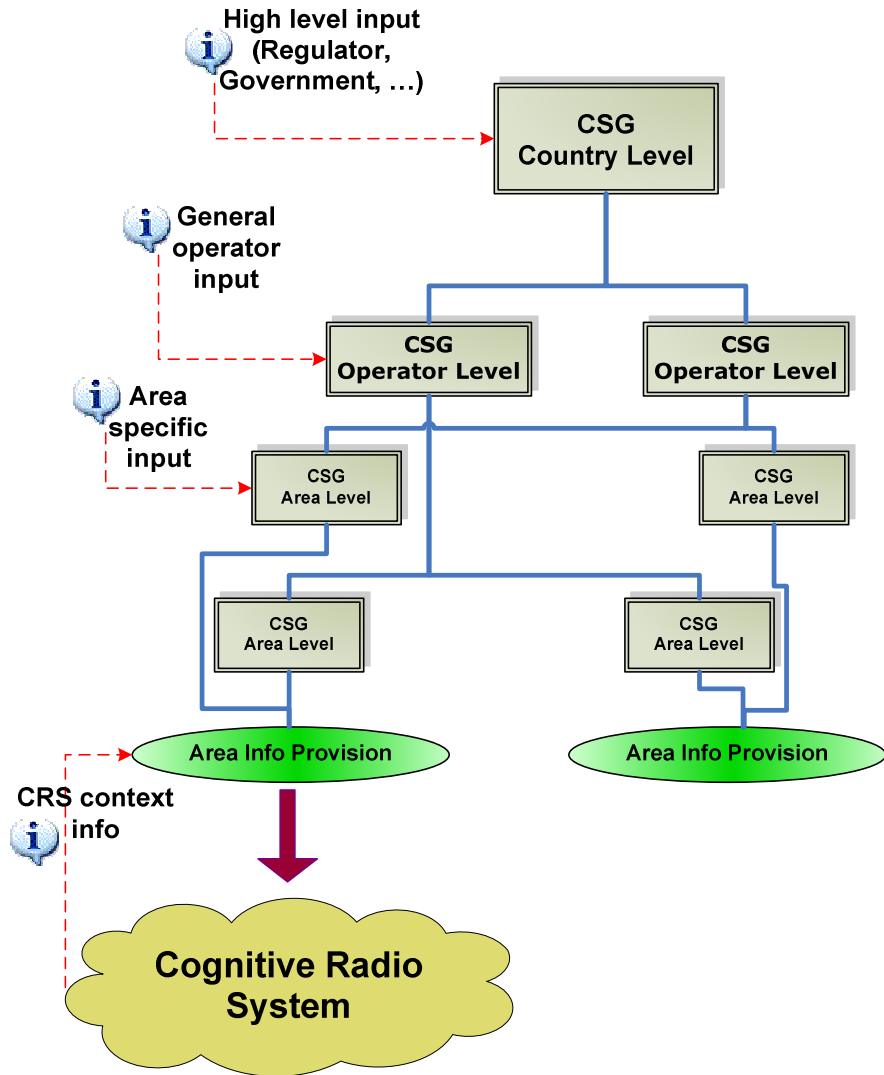 High level input
(Regulator,
Government, …)
CSG
Country Level
General
operator
input
CSG
Operator Level
CSG
Operator Level
Area
specific
input
CSG
Area Level
CSG
Area Level
CSG
Area Level
CSG
Area Level
Area Info Provision
Area Info Provision
CRS context
info
Cognitive Radio
System